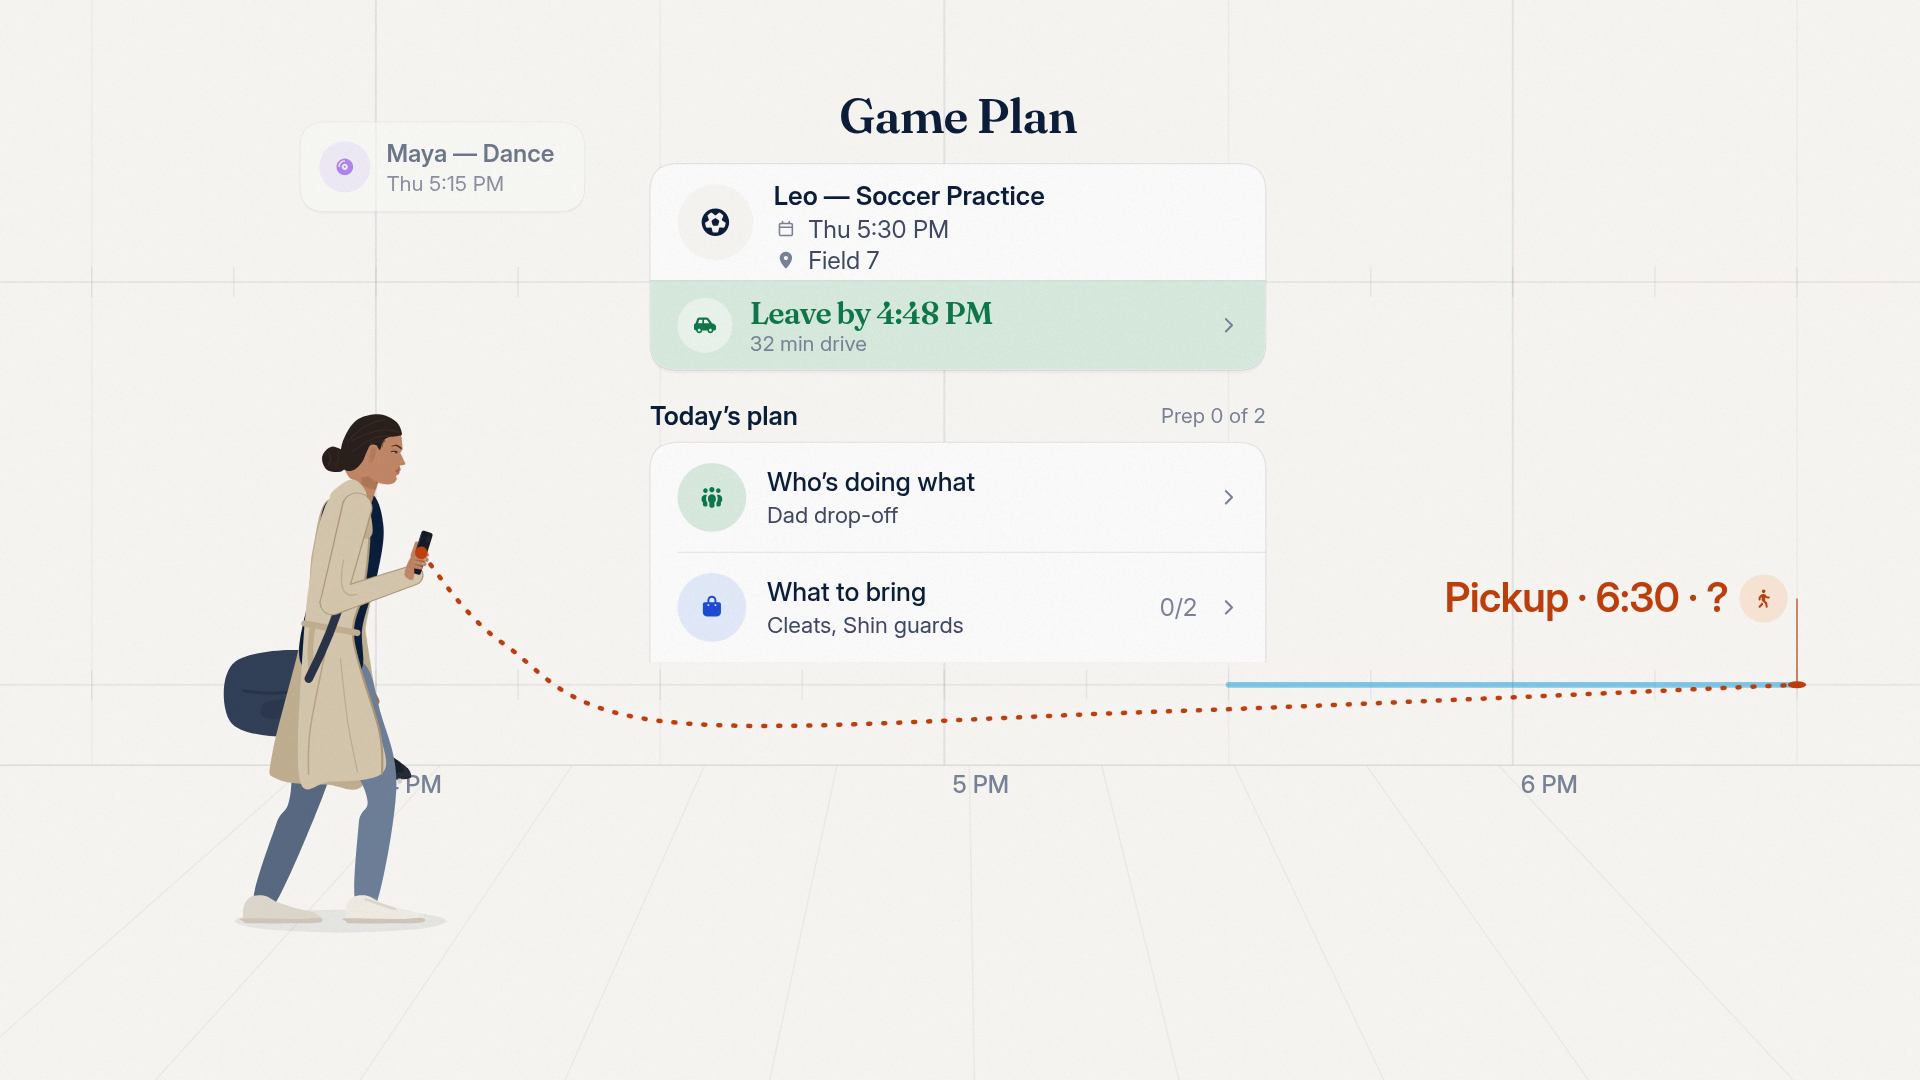 Game Plan
Maya — Dance
Thu 5:15 PM
Leo — Soccer Practice
Thu 5:30 PM
Field 7
Leave by 4:48 PM
32 min drive
Today’s plan
Prep 0 of 2
Who’s doing what
Dad drop-off
What to bring
Cleats, Shin guards
0/2
Pickup · 6:30 · ?
PM
5 PM
6 PM